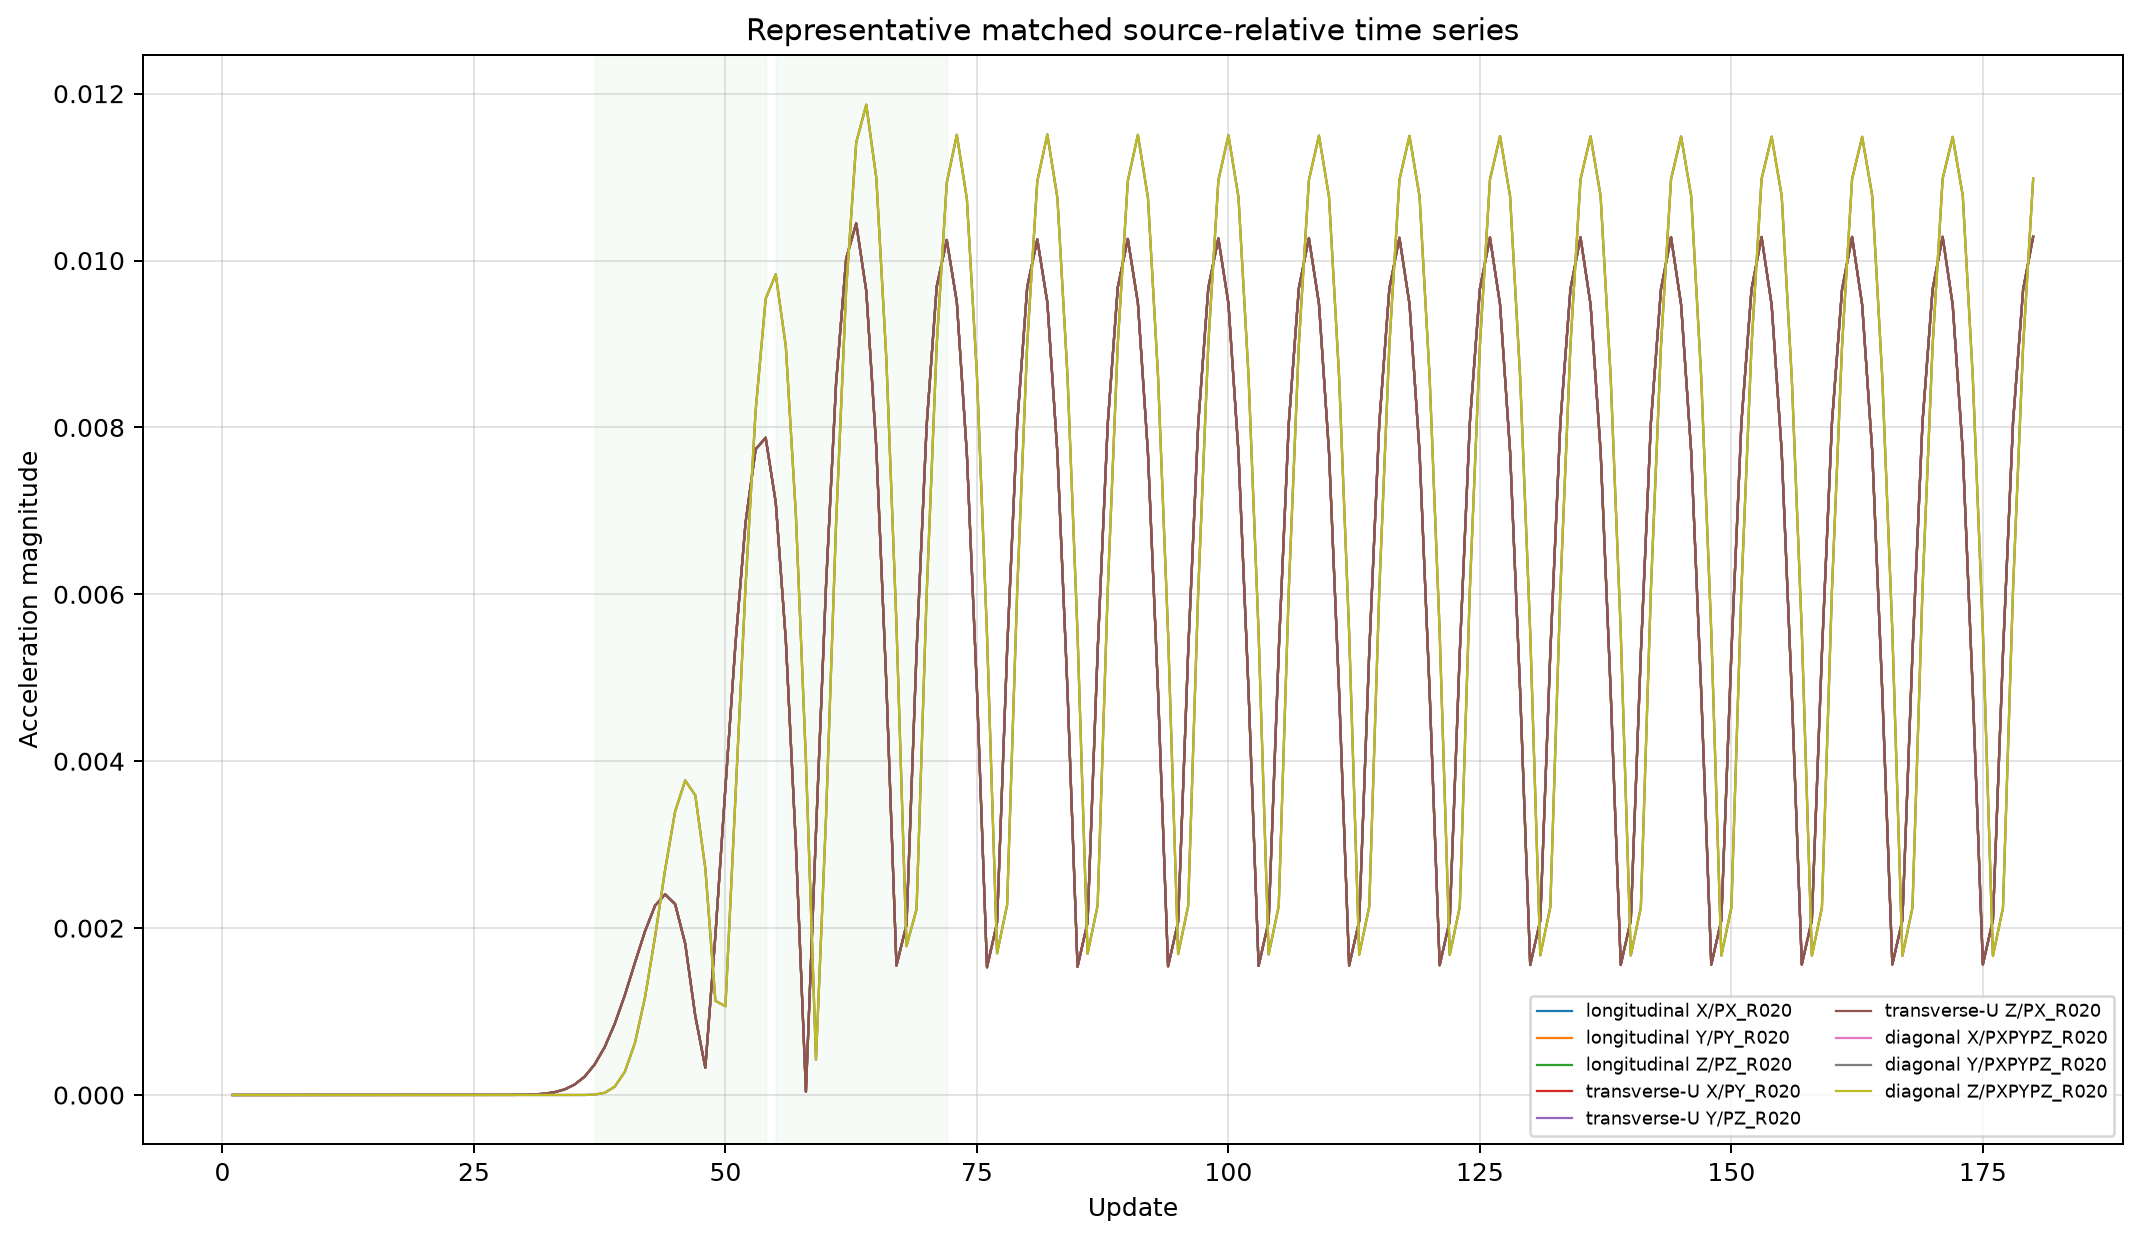 Representative matched source-relative time series
Acceleration magnitude
0.012
0.010
0.008
0.006
0.004
0.002
0.000
0 25 50 75 100 125 150 175
Update
longitudinal X/PX_R020
longitudinal Y/PY_R020
longitudinal Z/PZ_R020
transverse-U X/PY_R020
transverse-U Y/PZ_R020
transverse-U Z/PX_R020
diagonal X/PXPYPZ_R020
diagonal Y/PXPYPZ_R020
diagonal Z/PXPYPZ_R020